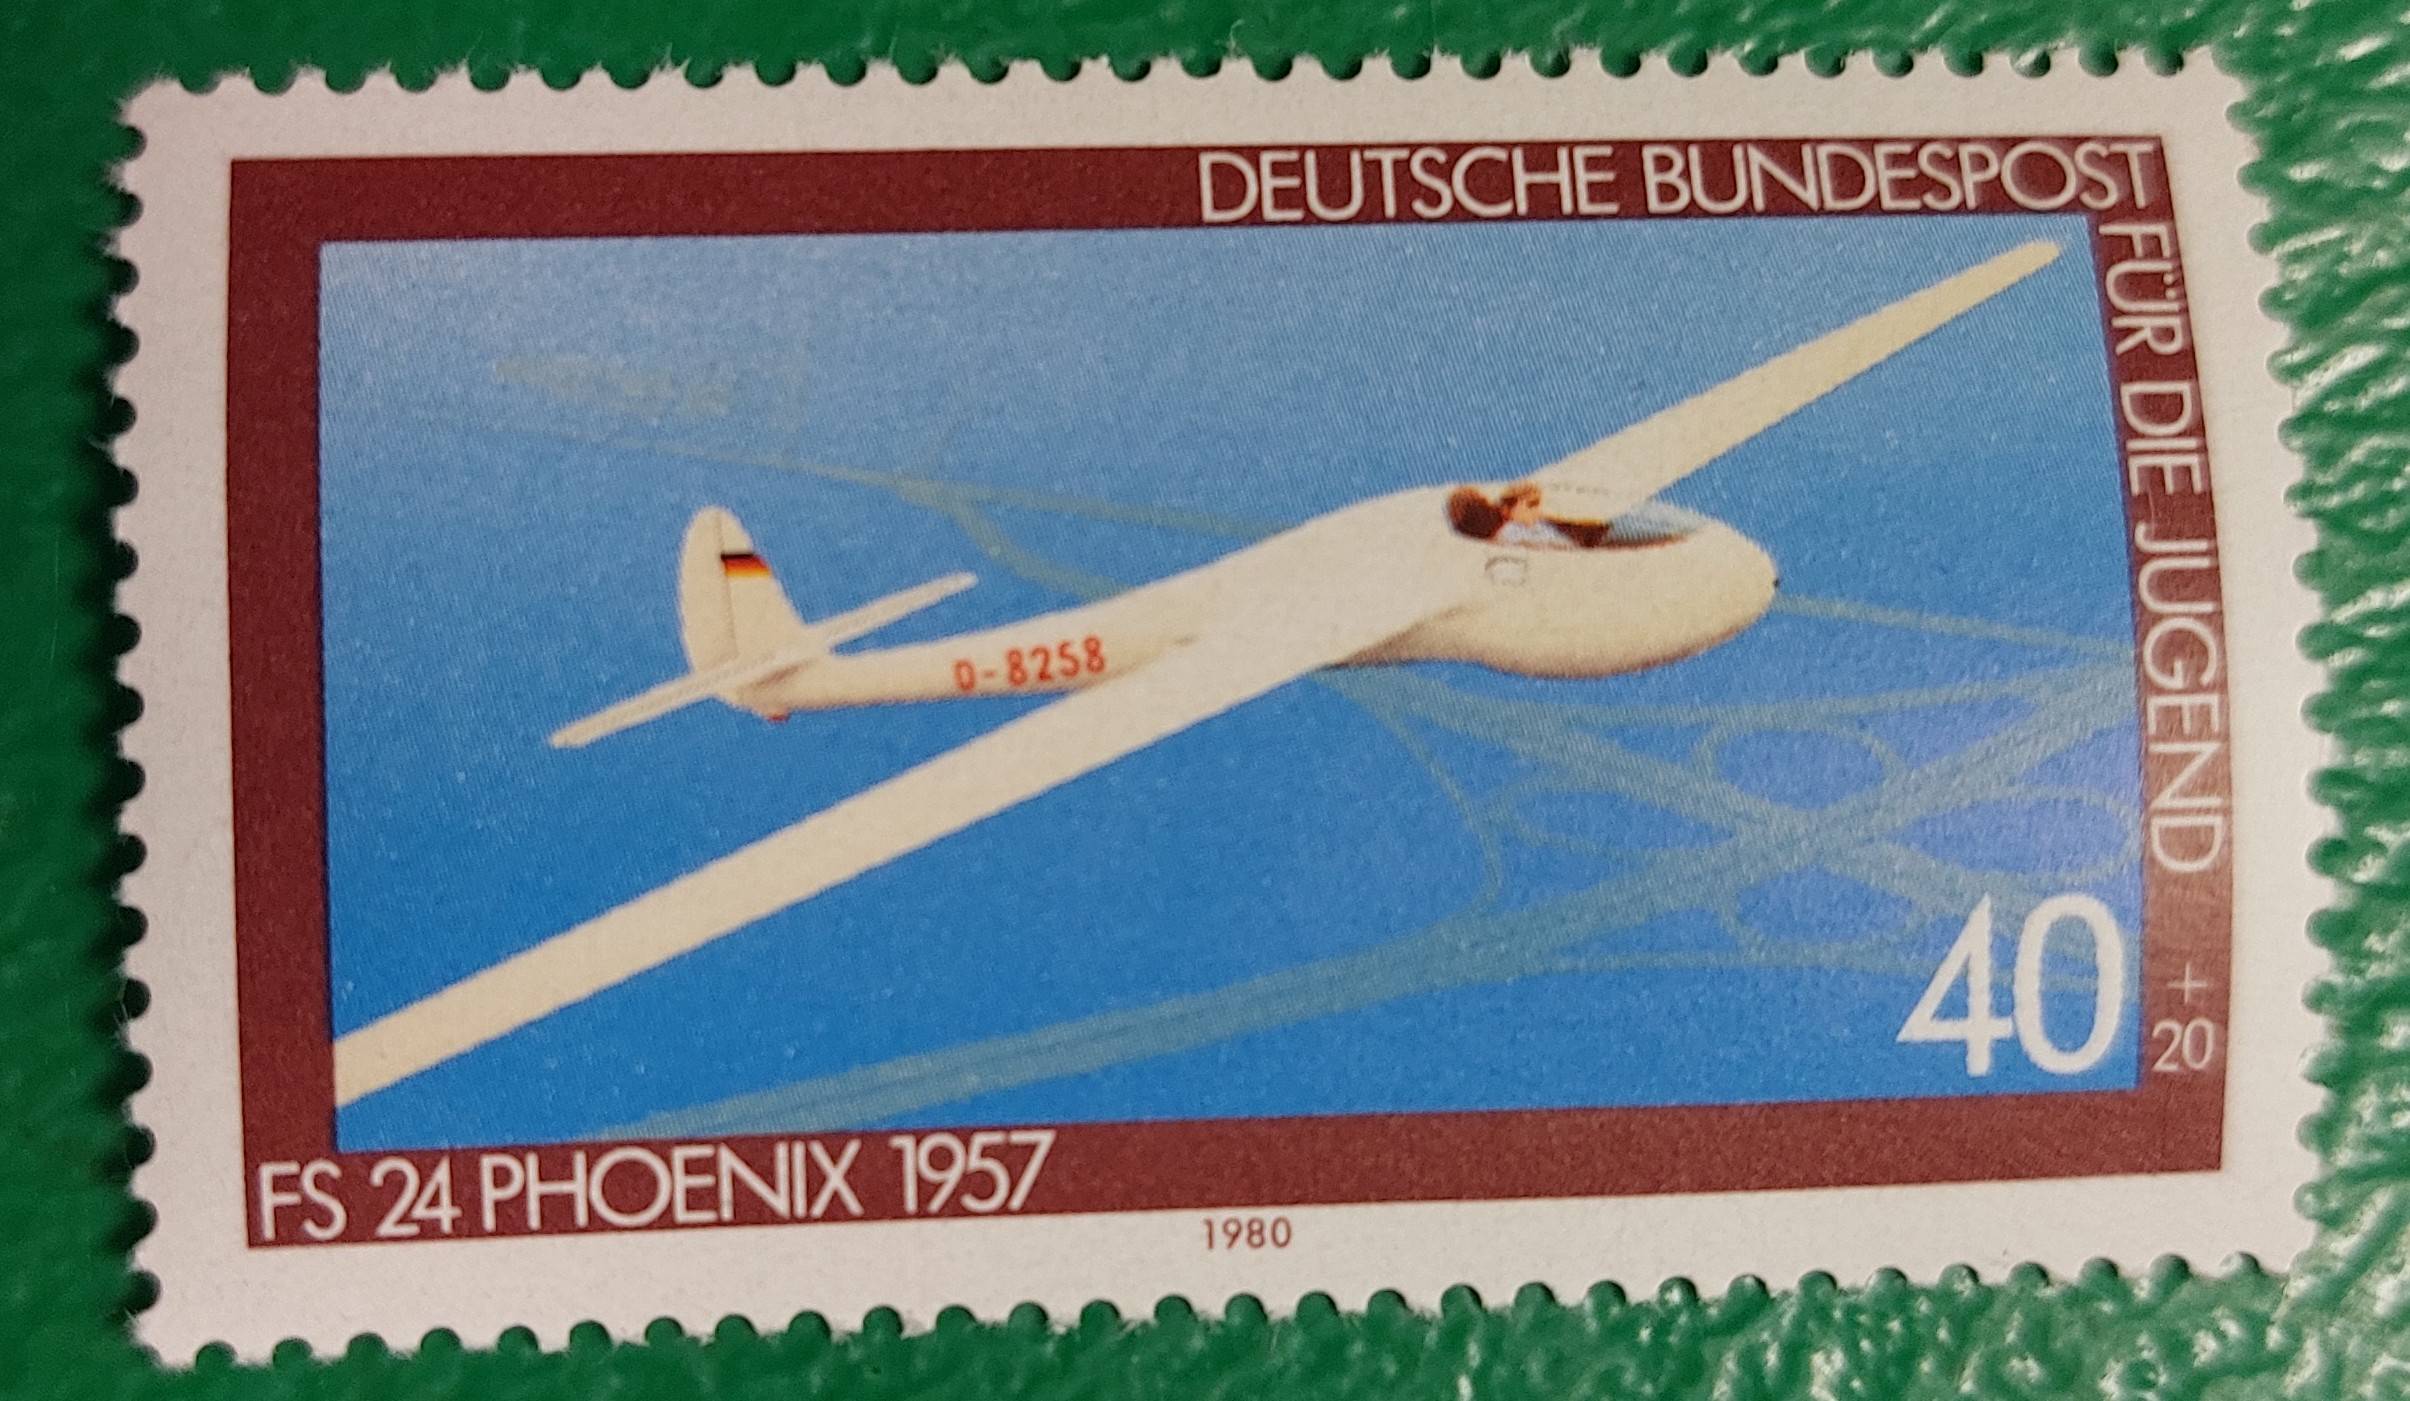 DEUTSCHE BUNDESPOST
FÜR DIE JUGEND
D-8258
40
+
20
FS 24 PHOENIX 1957
1980